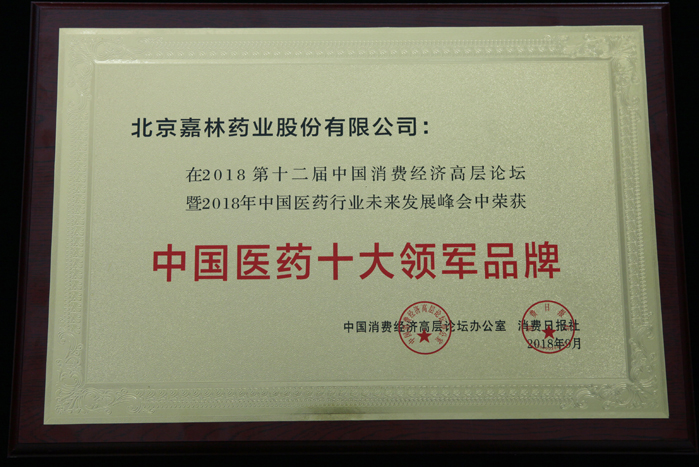 北京嘉林药业股份有限公司：
在2018第十二届中国消费经济高层论坛
暨2018年中国医药行业未来发展峰会中荣获
中国医药十大领军品牌
中国消费经济高层论坛办公室 消费日报社
2018年9月